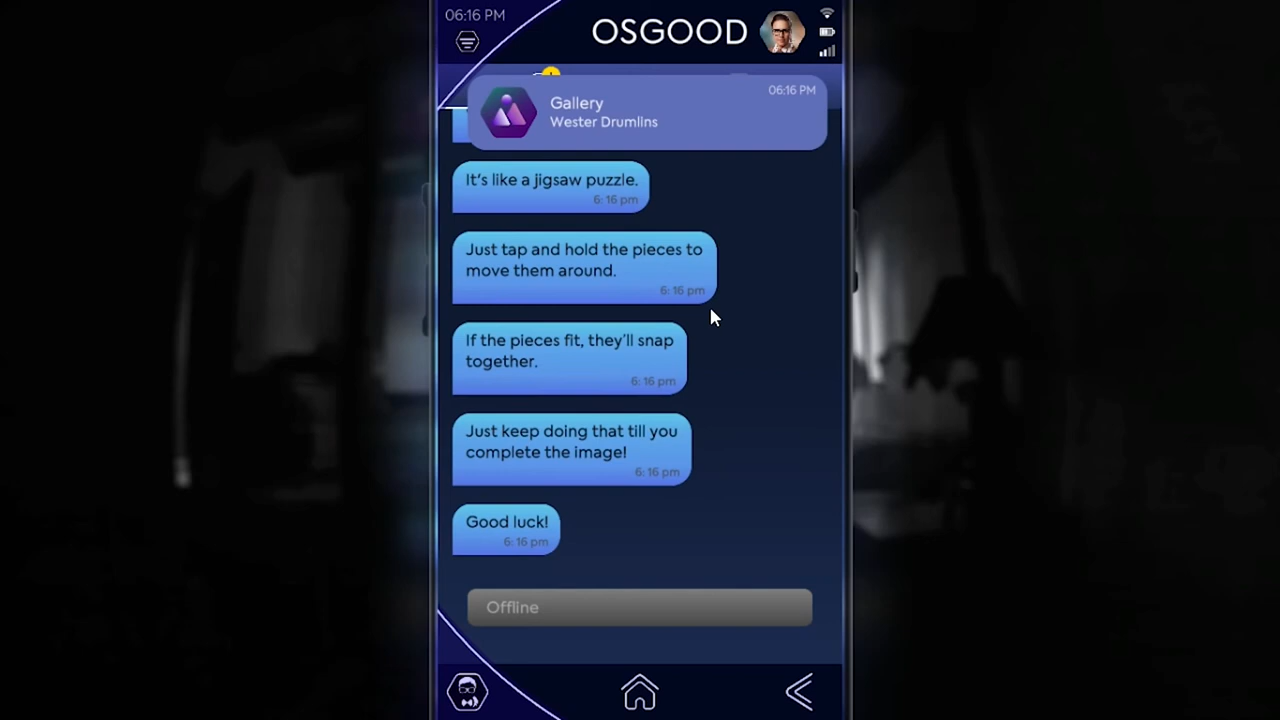 06:16 PM
OSGOOD
06:16 PM
Gallery
Wester Drumlins
It's like a jigsaw puzzle.
6:16 pm
Just tap and hold the pieces to
move them around.
6:16 pm
If the pieces fit, they'll snap
together.
6:16 pm
Just keep doing that till you
complete the image!
6:16 pm
Good luck!
6:16 pm
Offline